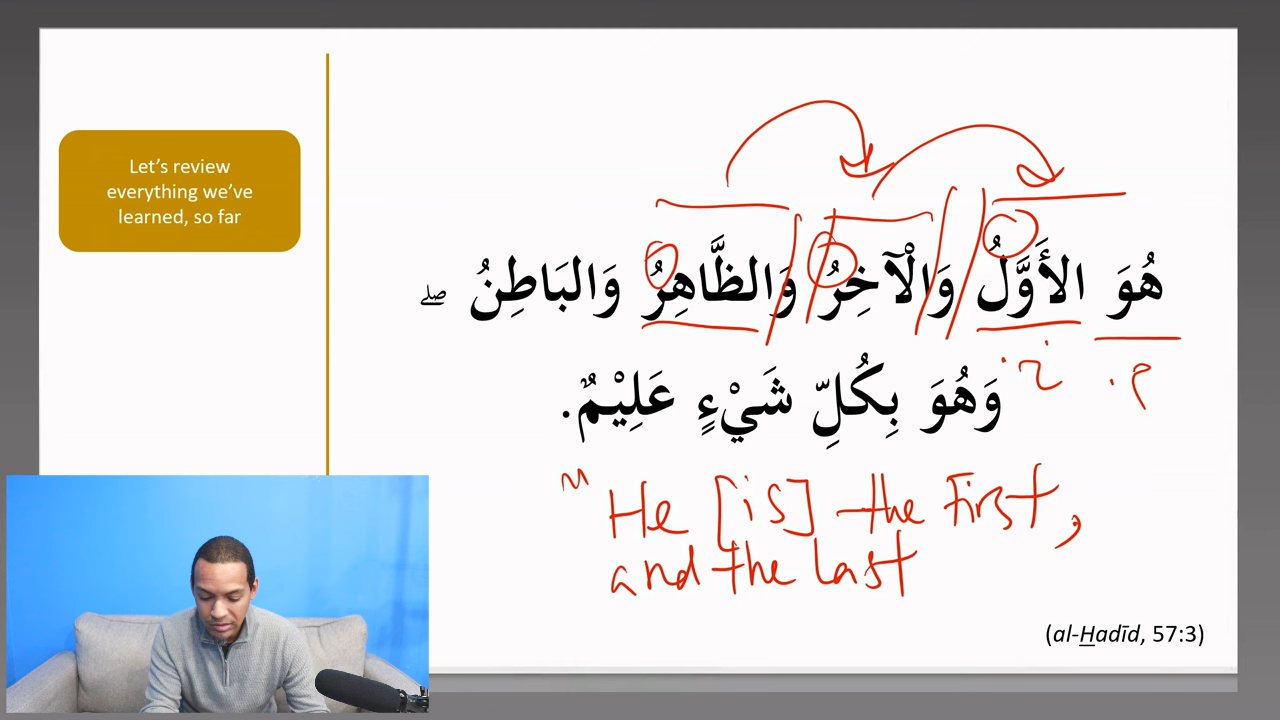 Let's review
everything we've
learned, so far
هُوَ الأَوَّلُ وَالْآخِرُ وَالظَّاهِرُ وَالبَاطِنُ ۖ
خ. م.
وَهُوَ بِكُلِّ شَيْءٍ عَلِيْمٌ.
" He [is] the First,
and the last
(al-Hadīd, 57:3)